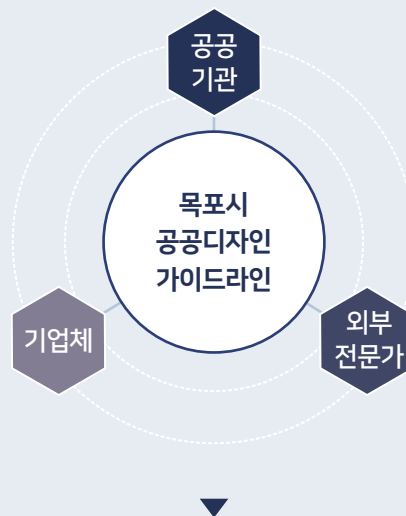 공공
기관
목포시
공공디자인
가이드라인
기업체
외부
전문가